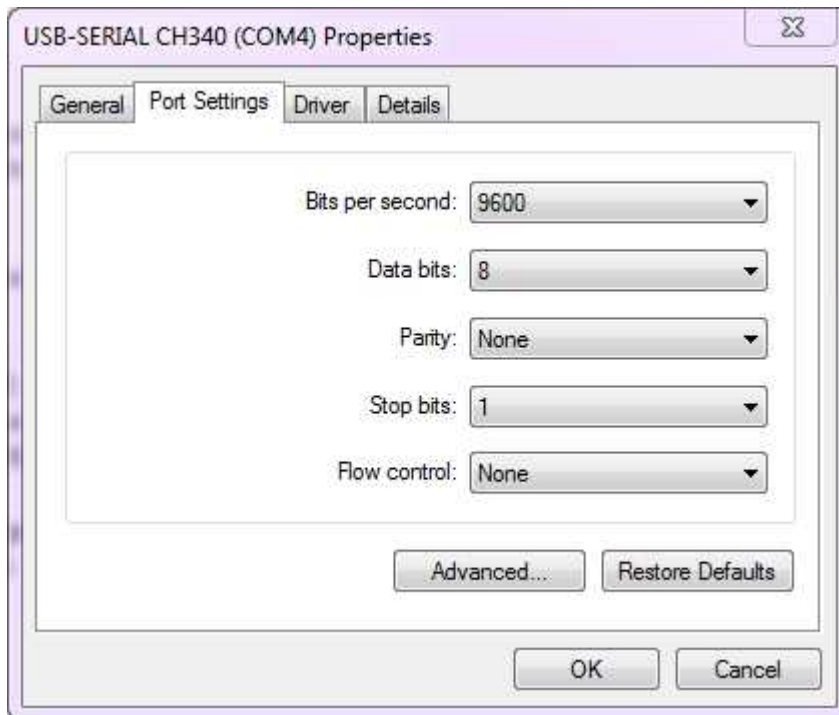 USB-SERIAL CH340 (COM4) Properties
General Port Settings Driver Details
Bits per second: 9600
Data bits: 8
Parity: None
Stop bits: 1
Flow control: None
Advanced... Restore Defaults
OK Cancel